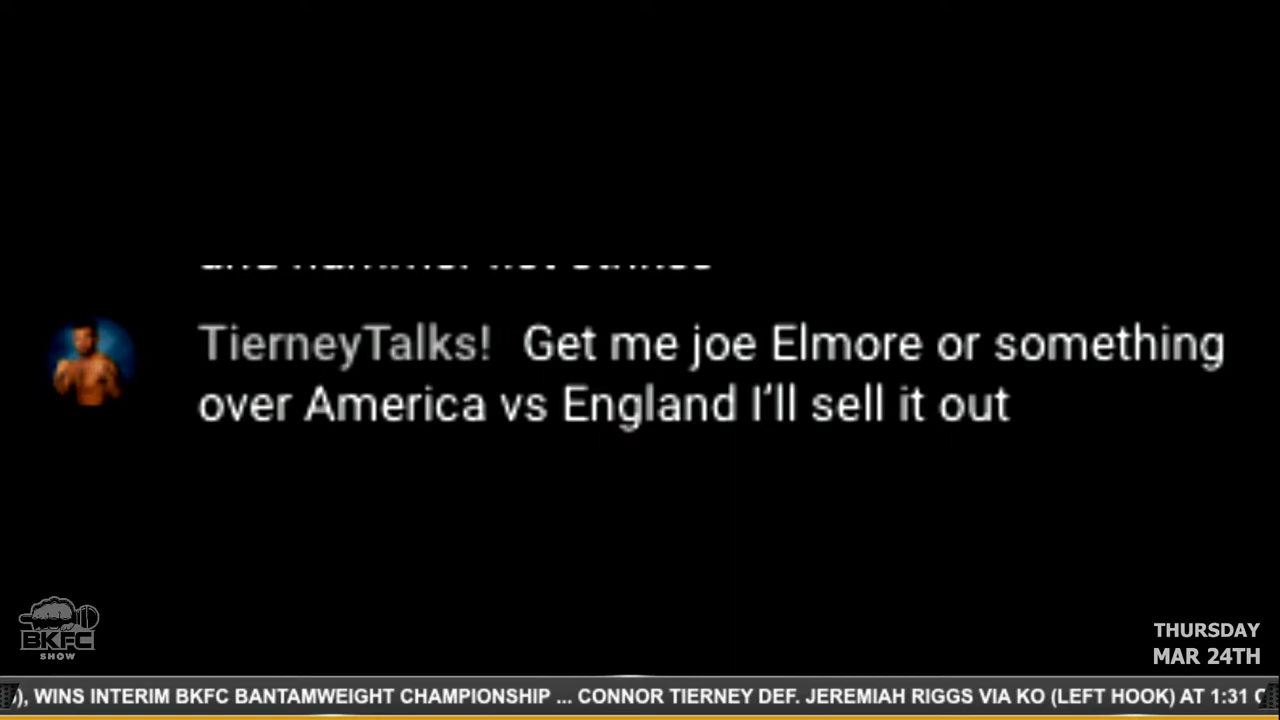 TierneyTalks! Get me joe Elmore or something
over America vs England I'll sell it out
BKFC
SHOW
THURSDAY
MAR 24TH
), WINS INTERIM BKFC BANTAMWEIGHT CHAMPIONSHIP ... CONNOR TIERNEY DEF. JEREMIAH RIGGS VIA KO (LEFT HOOK) AT 1:31